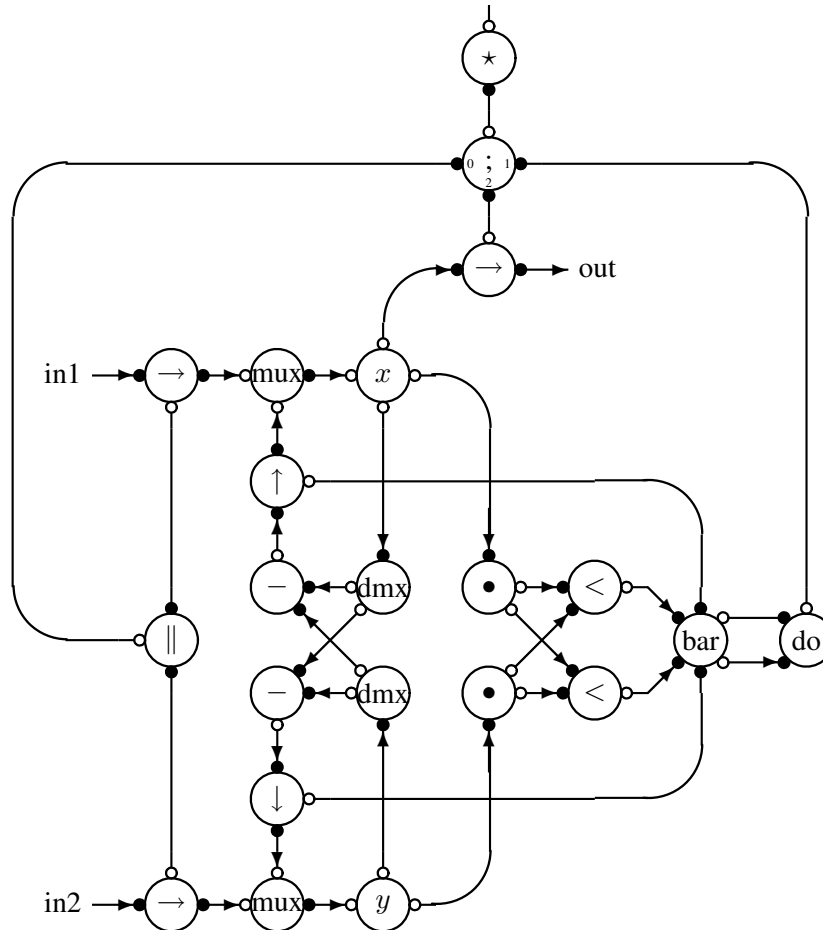 ⋆
0 ; 1
2
→ out
in1 → mux x
↑
− dmx • <
∥ bar do
− dmx • <
↓
in2 → mux y